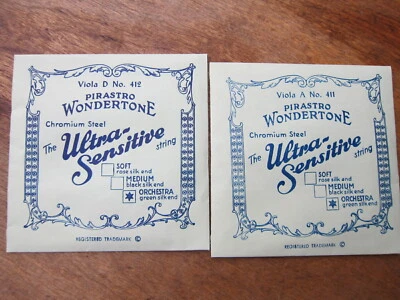 Viola D No. 412
PIRASTRO
WONDERTONE
Chromium Steel
The Ultra-
Sensitive string
SOFT
rose silk end
MEDIUM
black silk end
ORCHESTRA
green silk end
REGISTERED TRADEMARK ©
Viola A No. 411
PIRASTRO
WONDERTONE
Chromium Steel
The Ultra-
Sensitive string
SOFT
rose silk end
MEDIUM
black silk end
ORCHESTRA
green silk end
REGISTERED TRADEMARK ©